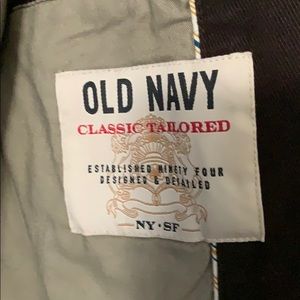 OLD NAVY
CLASSIC TAILORED
ESTABLISHED NINETY FOUR
DESIGNED & DETAILED
NY·SF